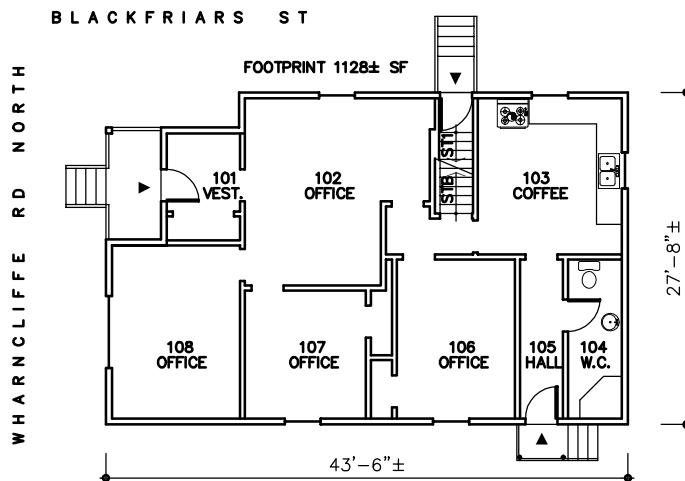 BLACKFRIARS ST
FOOTPRINT 1128± SF
WHARNCLIFFE RD NORTH
101
VEST.
102
OFFICE
STB ST1
103
COFFEE
27'-8"±
108
OFFICE
107
OFFICE
106
OFFICE
105
HALL
104
W.C.
43'-6"±